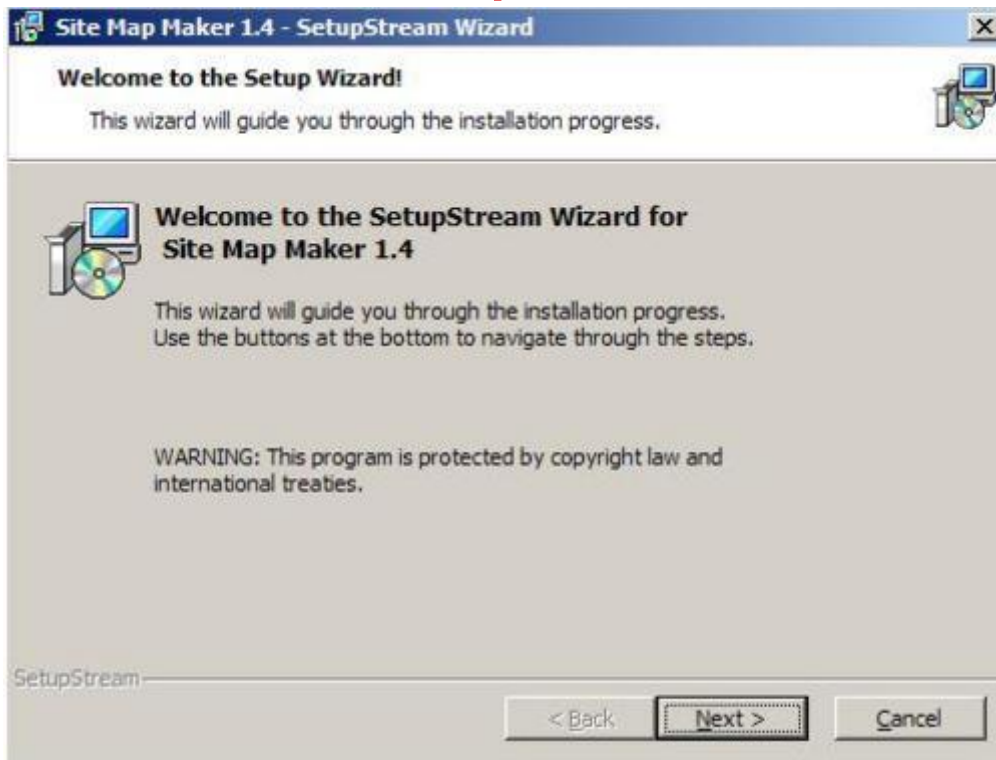 Site Map Maker 1.4 - SetupStream Wizard
Welcome to the Setup Wizard!
This wizard will guide you through the installation progress.
Welcome to the SetupStream Wizard for
Site Map Maker 1.4
This wizard will guide you through the installation progress.
Use the buttons at the bottom to navigate through the steps.
WARNING: This program is protected by copyright law and
international treaties.
SetupStream
< Back
Next >
Cancel